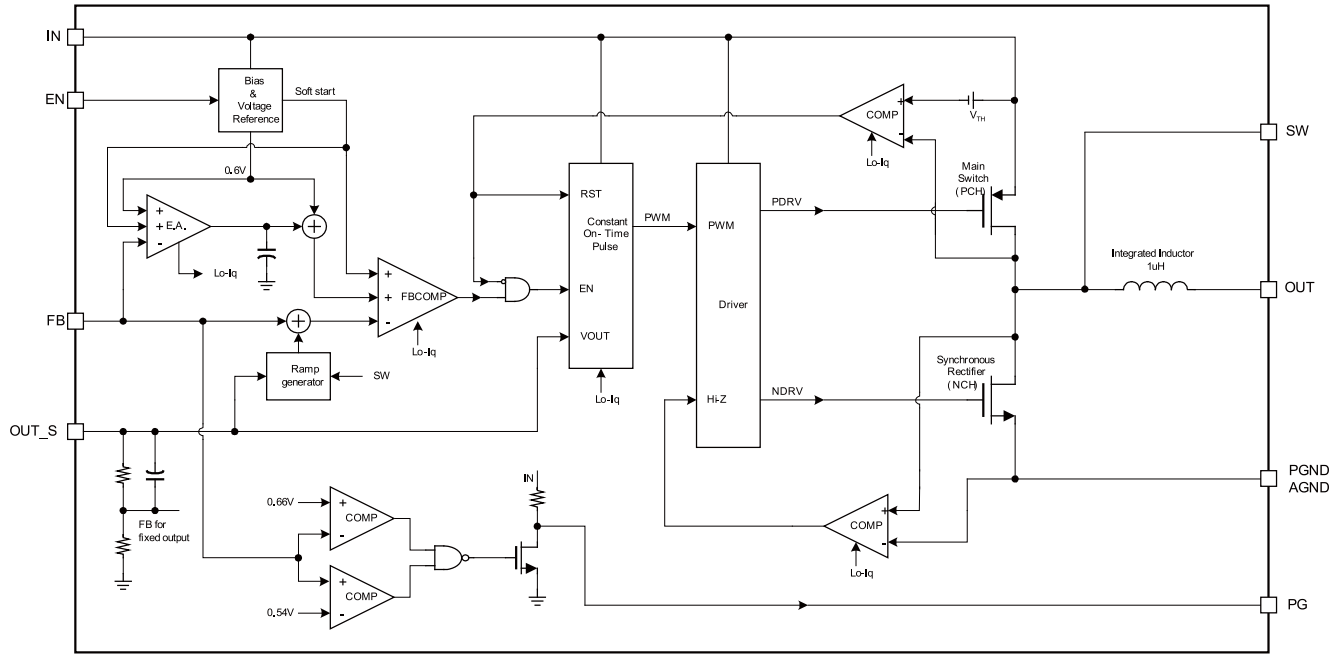 IN
EN
Bias
&
Voltage
Reference
Soft start
0.6V
+
+ E.A.
-
+
Lo-Iq
FB
+
Ramp
generator
SW
+
+
-
FBCOMP
Lo-Iq
OUT_S
FB for
fixed output
RST
Constant
On-Time
Pulse
EN
VOUT
Lo-Iq
PWM
PWM
Driver
Hi-Z
PDRV
NDRV
COMP
+
-
Lo-Iq
VTH
Main
Switch
(PCH)
SW
Integrated Inductor
1uH
OUT
Synchronous
Rectifier
(NCH)
PGND
AGND
COMP
+
-
Lo-Iq
0.66V
+
-
COMP
0.54V
+
-
COMP
IN
PG